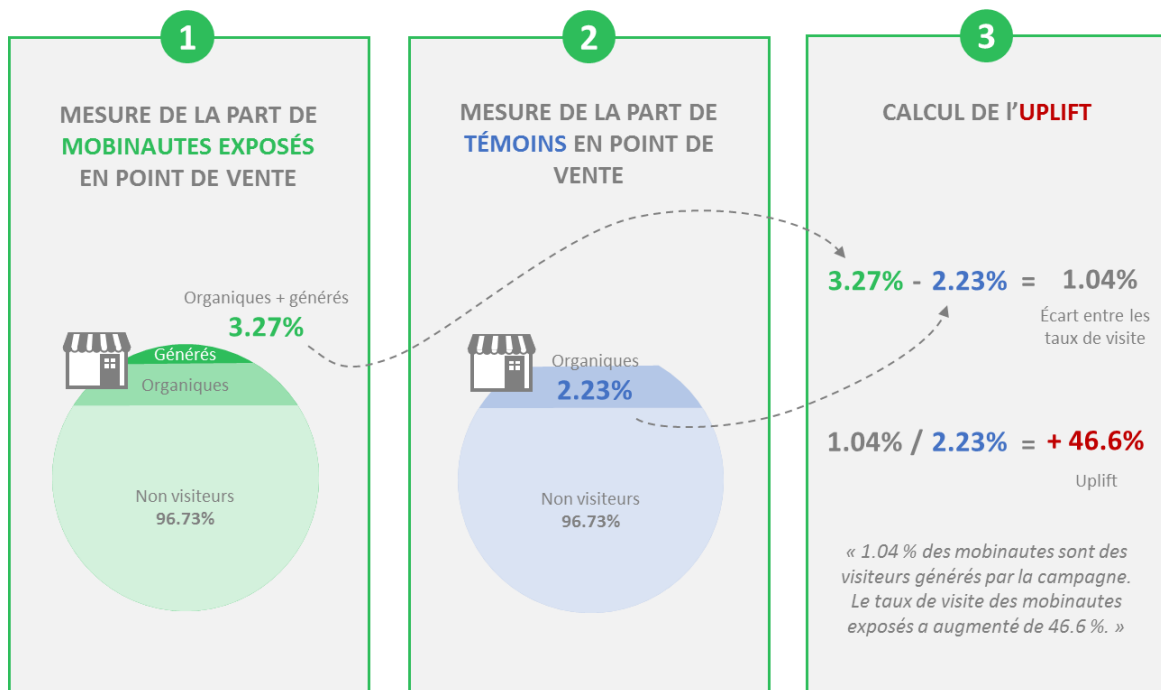 1
MESURE DE LA PART DE
MOBINAUTES EXPOSÉS
EN POINT DE VENTE
Organiques + générés
3.27%
Générés
Organiques
Non visiteurs
96.73%
2
MESURE DE LA PART DE
TÉMOINS EN POINT DE
VENTE
Organiques
2.23%
Non visiteurs
96.73%
3
CALCUL DE l'UPLIFT
3.27% - 2.23% = 1.04%
Écart entre les
taux de visite
1.04% / 2.23% = + 46.6%
Uplift
« 1.04 % des mobinautes sont des
visiteurs générés par la campagne.
Le taux de visite des mobinautes
exposés a augmenté de 46.6 %. »